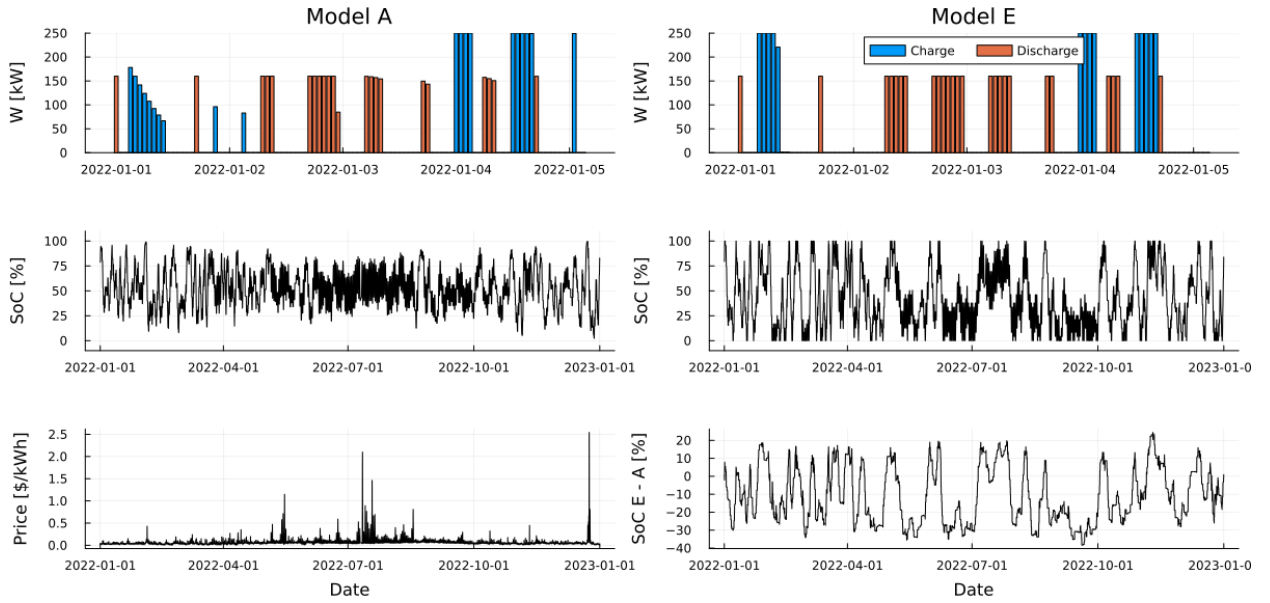 Model A
W [kW]
250
200
150
100
50
0
2022-01-01 2022-01-02 2022-01-03 2022-01-04 2022-01-05
Model E
Charge Discharge
W [kW]
250
200
150
100
50
0
2022-01-01 2022-01-02 2022-01-03 2022-01-04 2022-01-05
SoC [%]
100
75
50
25
0
2022-01-01 2022-04-01 2022-07-01 2022-10-01 2023-01-01
SoC [%]
100
75
50
25
0
2022-01-01 2022-04-01 2022-07-01 2022-10-01 2023-01-0
Price [$/kWh]
2.5
2.0
1.5
1.0
0.5
0.0
2022-01-01 2022-04-01 2022-07-01 2022-10-01 2023-01-01
Date
SoC E - A [%]
20
10
0
−10
−20
−30
−40
2022-01-01 2022-04-01 2022-07-01 2022-10-01 2023-01-0
Date